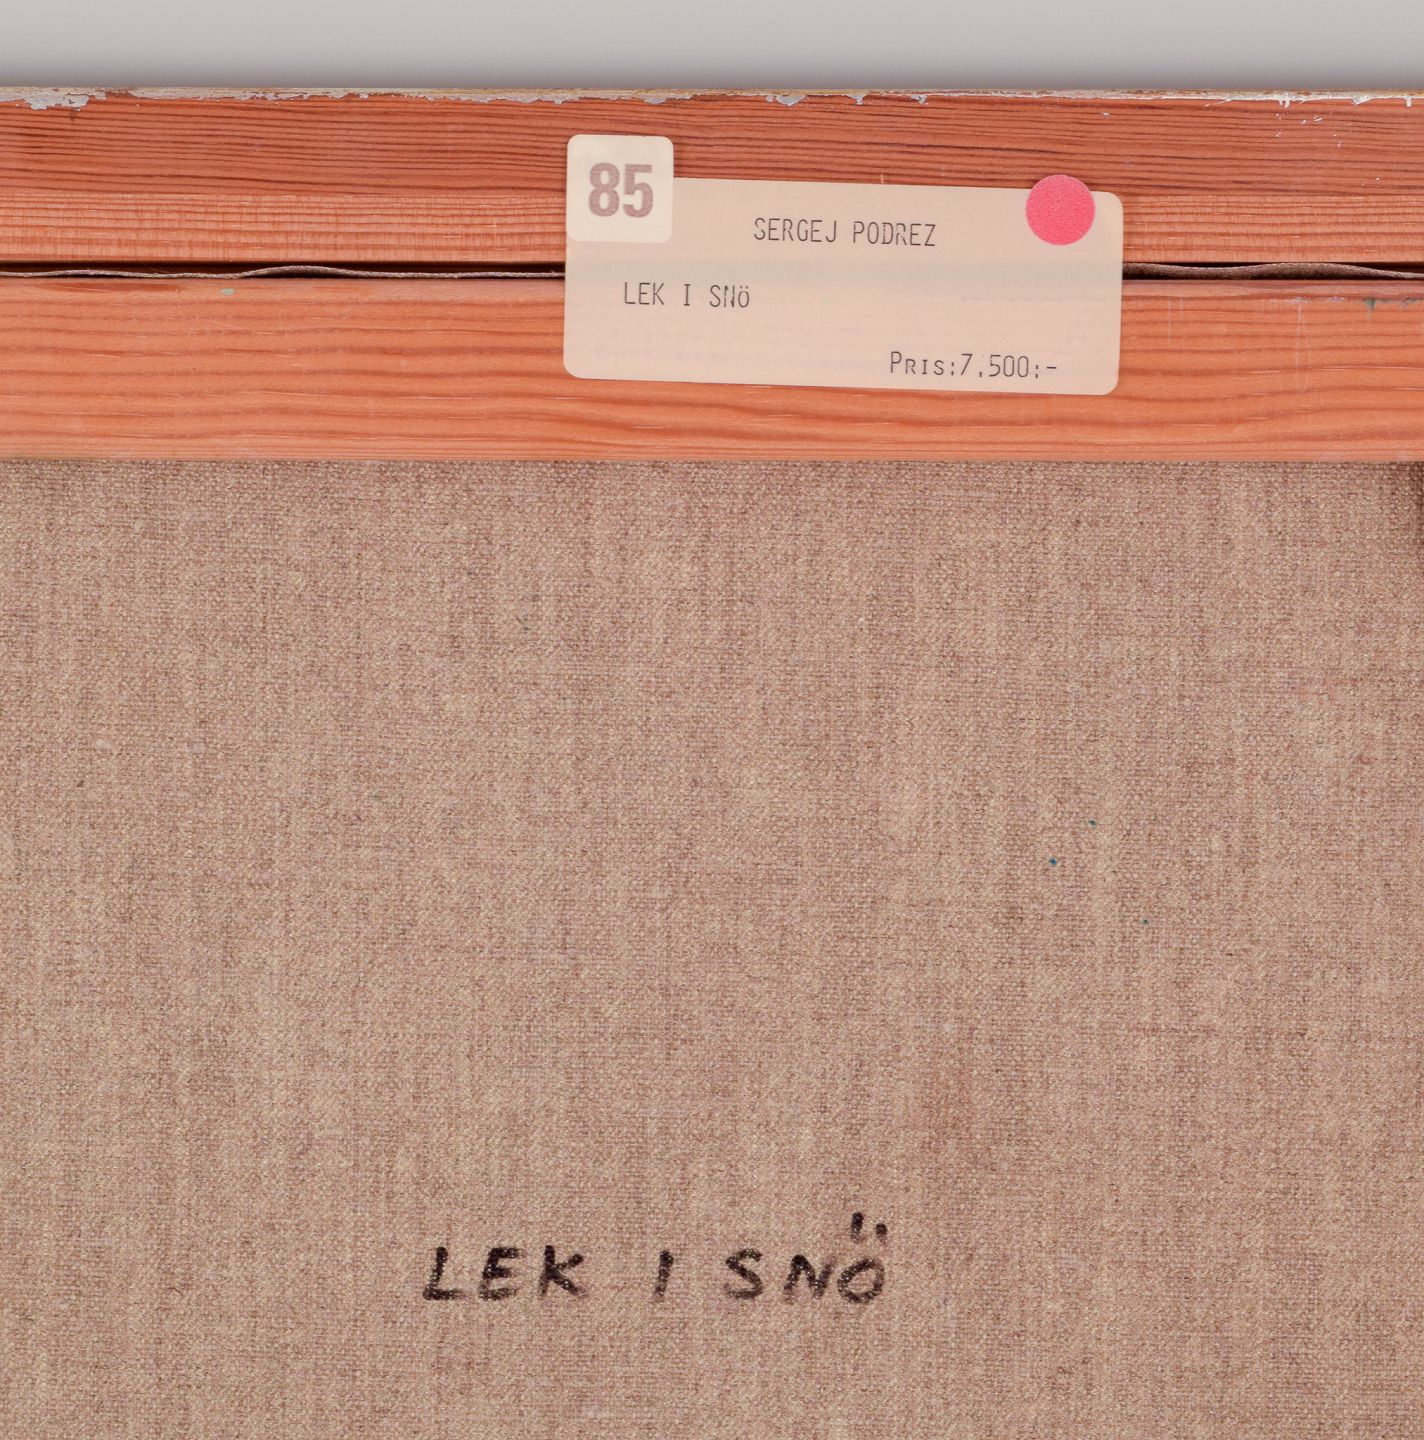 85
SERGEJ PODREZ
LEK I SNö
PRIS:7,500:-
LEK I SNÖ